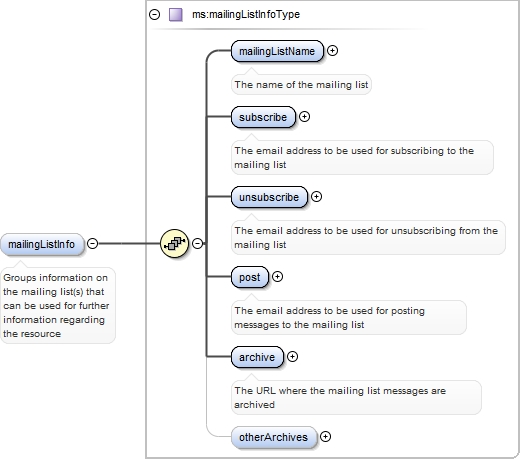 ms:mailingListInfoType
mailingListName
The name of the mailing list
subscribe
The email address to be used for subscribing to the
mailing list
unsubscribe
The email address to be used for unsubscribing from the
mailing list
mailingListInfo
Groups information on
the mailing list(s) that
can be used for further
information regarding
the resource
post
The email address to be used for posting
messages to the mailing list
archive
The URL where the mailing list messages are
archived
otherArchives